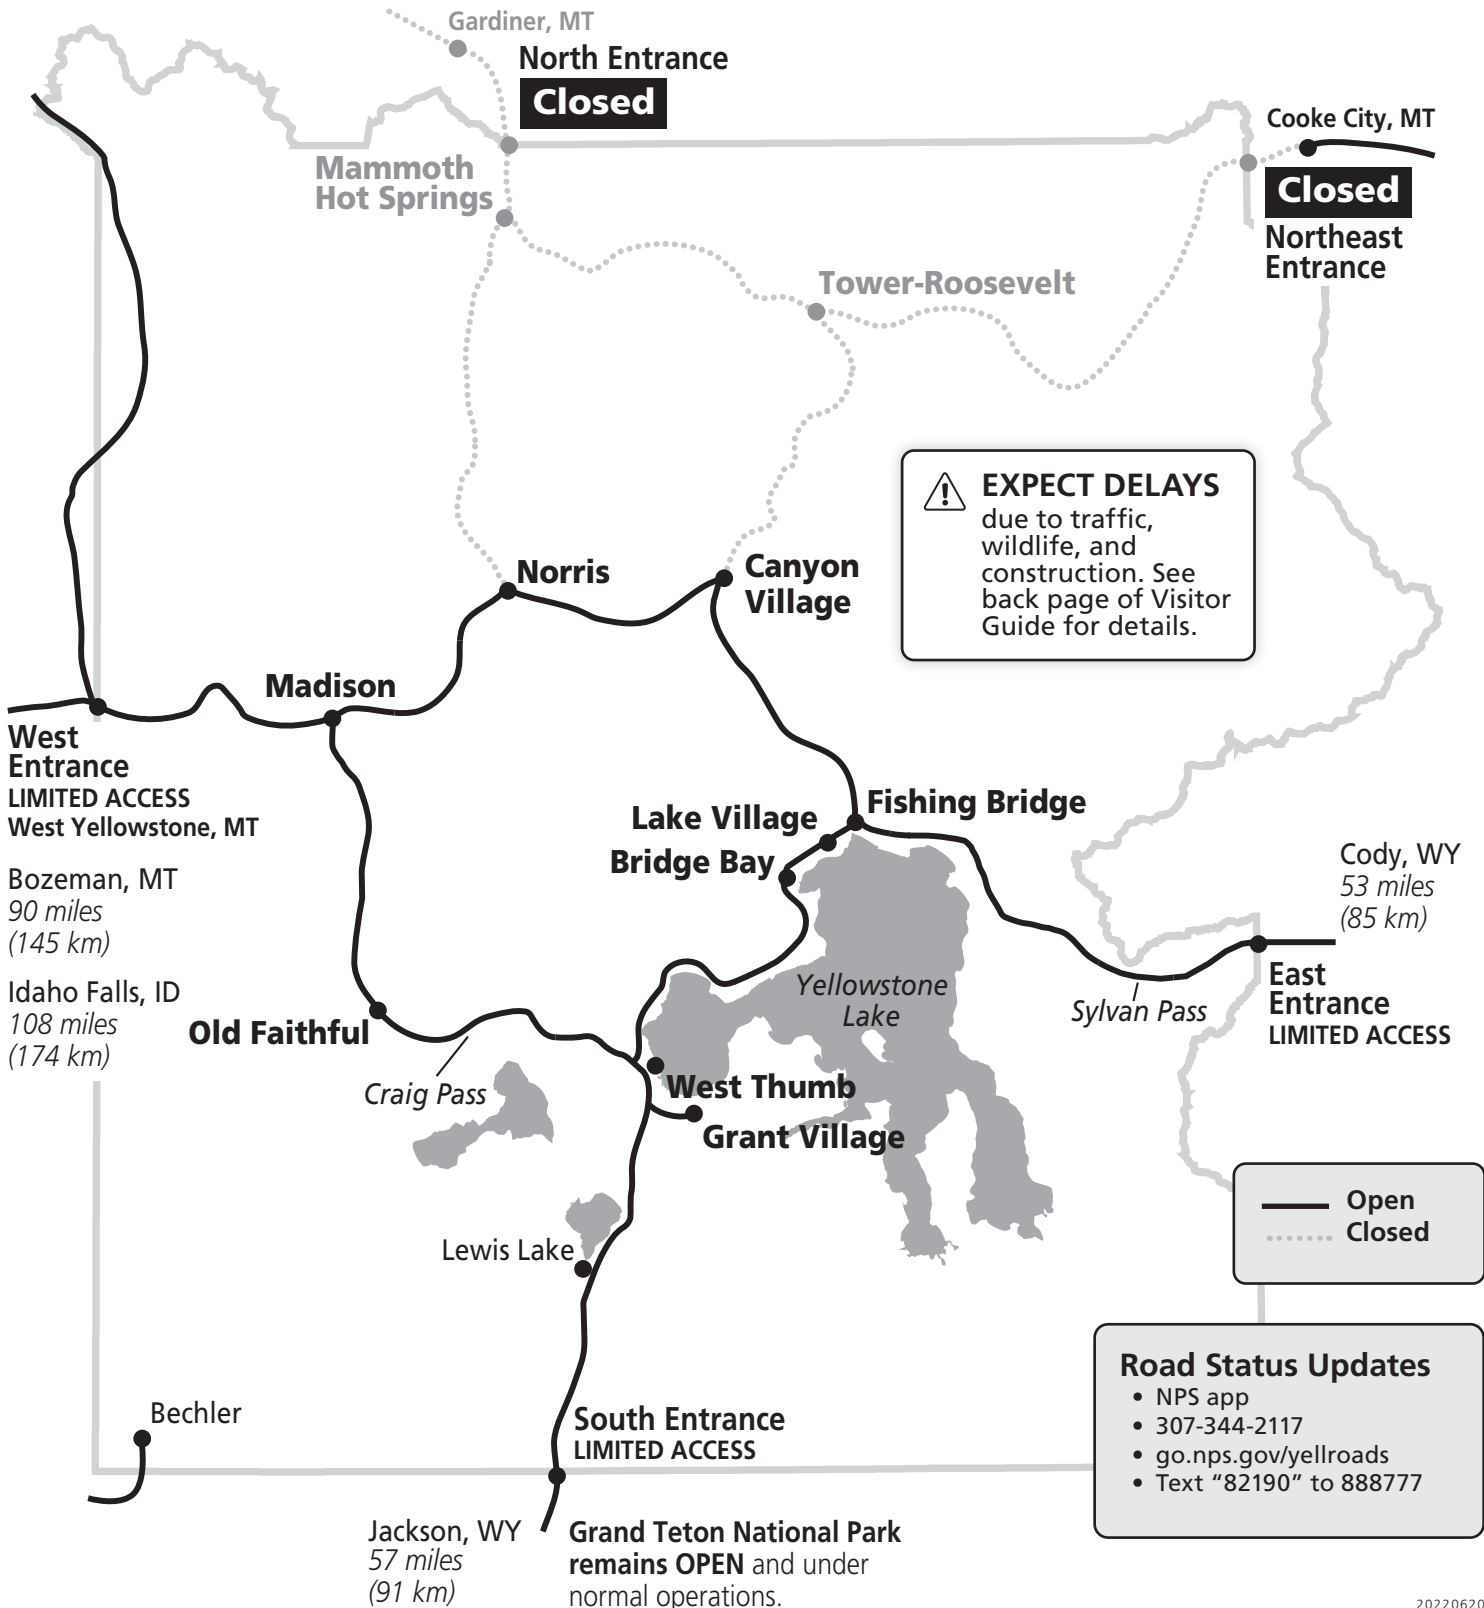 Gardiner, MT
North Entrance
Closed
Cooke City, MT
Closed
Northeast
Entrance
Mammoth
Hot Springs
Tower-Roosevelt
EXPECT DELAYS
due to traffic,
wildlife, and
construction. See
back page of Visitor
Guide for details.
Norris
Canyon
Village
Madison
West
Entrance
LIMITED ACCESS
West Yellowstone, MT
Bozeman, MT
90 miles
(145 km)
Idaho Falls, ID
108 miles
(174 km)
Fishing Bridge
Lake Village
Bridge Bay
Cody, WY
53 miles
(85 km)
East
Entrance
LIMITED ACCESS
Sylvan Pass
Yellowstone
Lake
Old Faithful
Craig Pass
West Thumb
Grant Village
Lewis Lake
Open
Closed
Road Status Updates
• NPS app
• 307-344-2117
• go.nps.gov/yellroads
• Text “82190” to 888777
Bechler
South Entrance
LIMITED ACCESS
Jackson, WY
57 miles
(91 km)
Grand Teton National Park
remains OPEN and under
normal operations.
20220620